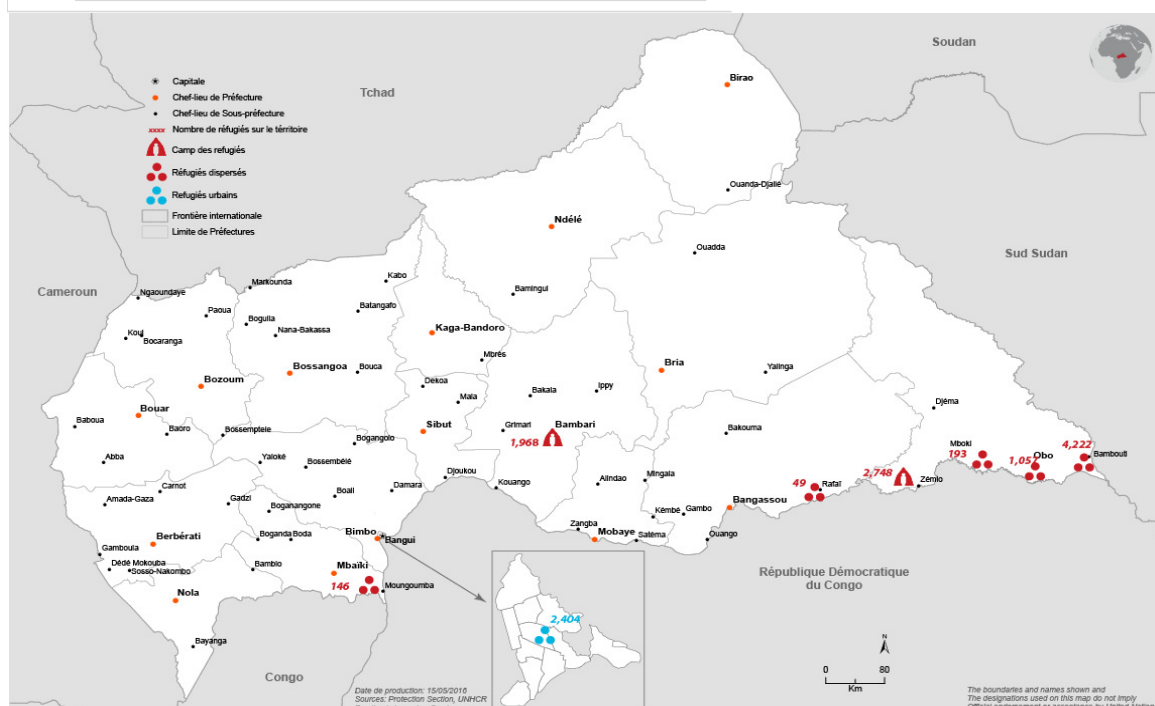 Capitale
Chef-lieu de Préfecture
Chef-lieu de Sous-préfecture
xxxx Nombre de réfugiés sur le térritoire
Camp des refugiés
Réfugiés dispersés
Refugiés urbains
Frontière internationale
Limite de Préfectures
Tchad
Soudan
Birao
Ouanda-Djallé
Ndélé
Ouadda
Sud Sudan
Cameroun
Ngaoundaye
Markounda
Kabo
Bamingui
Paoua
Boguila
Batangafo
Koui
Bocaranga
Nana-Bakassa
Kaga-Bandoro
Mbrés
Bozoum
Bossangoa
Bouca
Bria
Yalinga
Dekoa
Mala
Bakala
Ippy
Djéma
Bouar
Baboua
Baoro
Bossemptele
Sibut
Grimari
Bambari
1,968
Bakouma
Bogangolo
Mboki
193
Obo
1,051
4,222
Bambouti
Abba
Yaloké
Bossembélé
Djoukou
Kouango
Alindao
Mingala
2,748
Zémio
Carnot
Amada-Gaza
Gadzi
Boali
Damara
49
Rafaï
Boganangone
Kémbé
Gambo
Bangassou
Berbérati
Boganda
Boda
Bimbo
Bangui
Zangba
Mobaye
Satéma
Ouango
Gamboula
Dédé Mokouba
Sosso-Nakombo
Bambio
Mbaïki
146
Moungoumba
Nola
Bayanga
République Démocratique
du Congo
2,404
Congo
N
0 80
Km
Date de production: 15/05/2016
Sources: Protection Section, UNHCR
The boundaries and names shown and
The designations used on this map do not imply